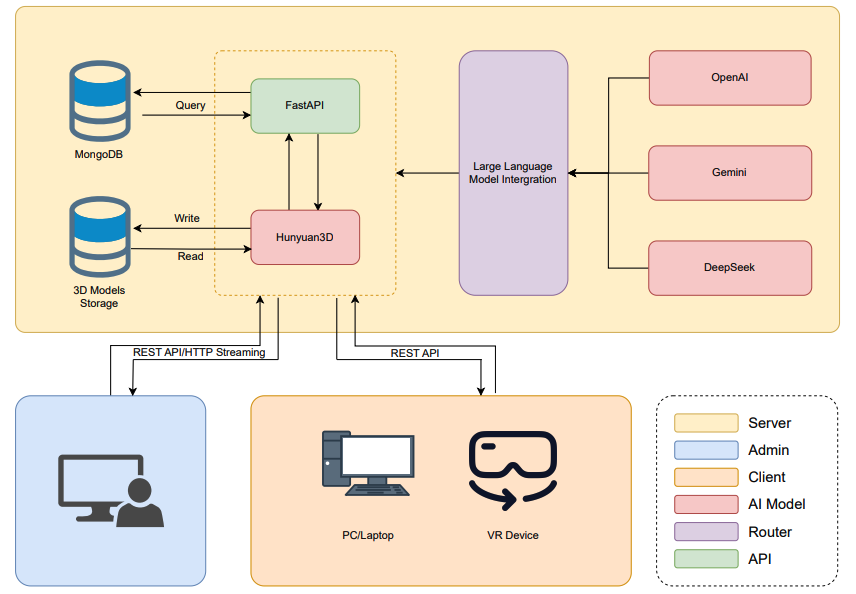 MongoDB
Query
FastAPI
Write
Read
Hunyuan3D
3D Models
Storage
Large Language
Model Intergration
OpenAI
Gemini
DeepSeek
REST API/HTTP Streaming
REST API
PC/Laptop
VR Device
Server
Admin
Client
AI Model
Router
API